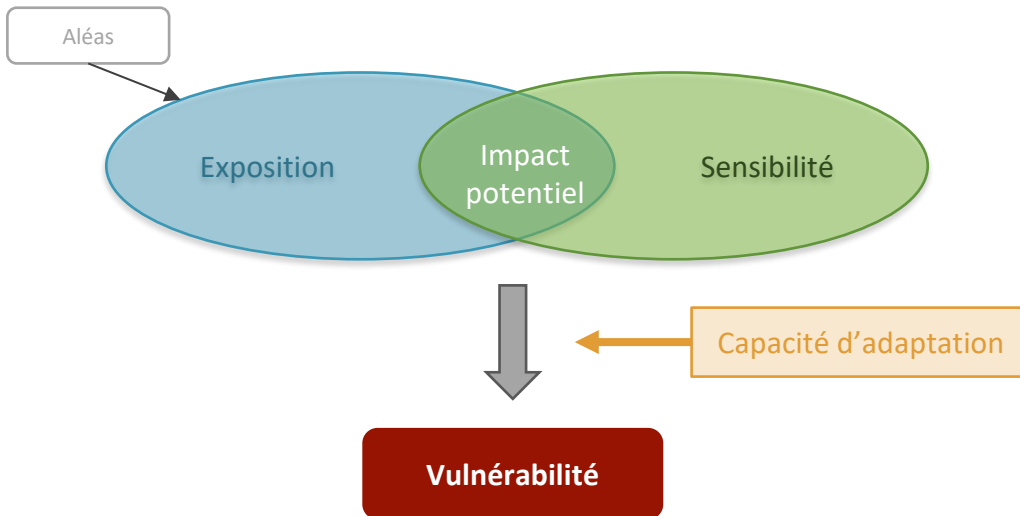 Aléas
Exposition
Impact
potentiel
Sensibilité
Capacité d’adaptation
Vulnérabilité